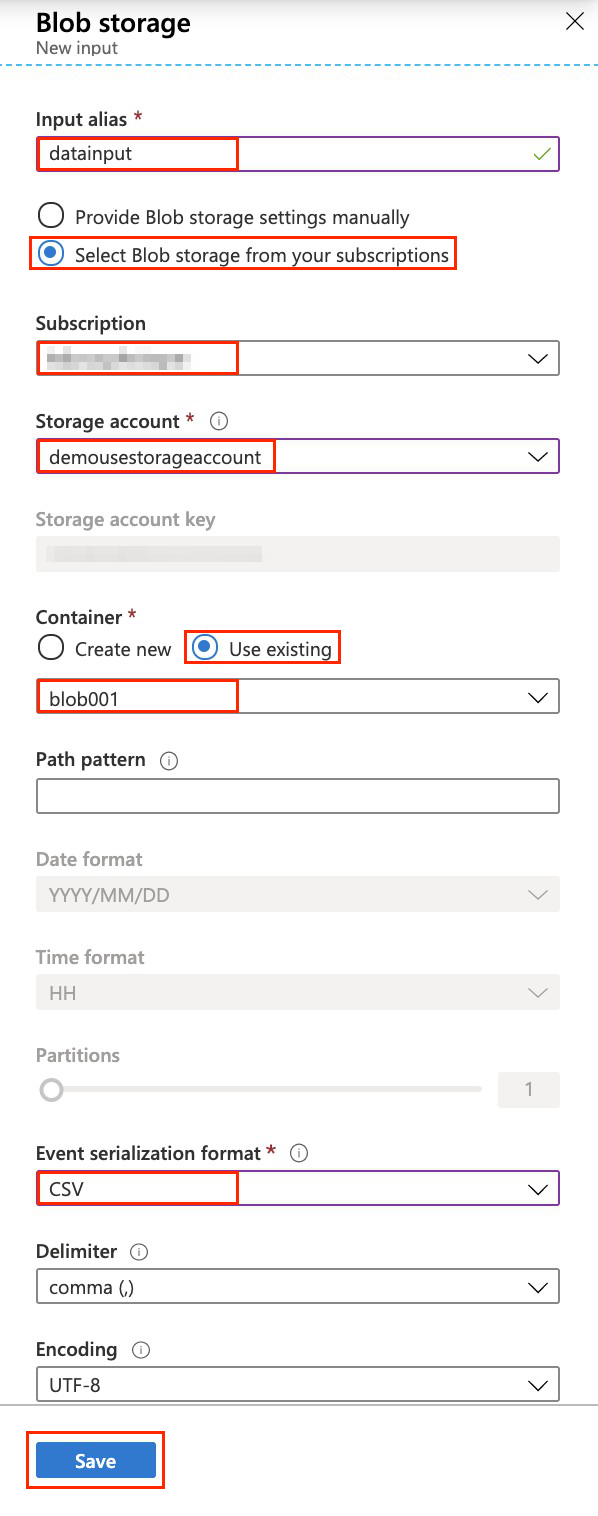 Blob storage
New input
Input alias *
datainput
Provide Blob storage settings manually
Select Blob storage from your subscriptions
Subscription
Storage account *
demousestorageaccount
Storage account key
Container *
Create new Use existing
blob001
Path pattern
Date format
YYYY/MM/DD
Time format
HH
Partitions
1
Event serialization format *
CSV
Delimiter
comma (,)
Encoding
UTF-8
Save